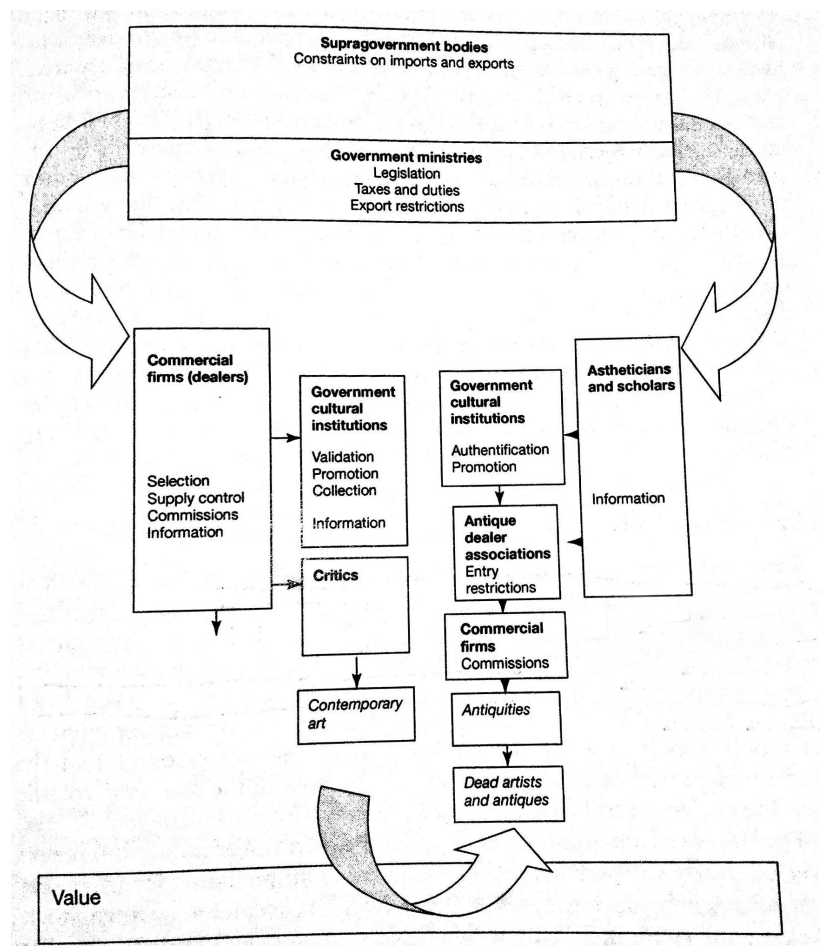 Supragovernment bodies
Constraints on imports and exports
Government ministries
Legislation
Taxes and duties
Export restrictions
Commercial
firms (dealers)
Selection
Supply control
Commissions
Information
Government
cultural
institutions
Validation
Promotion
Collection
Information
Critics
Contemporary
art
Government
cultural
institutions
Authentification
Promotion
Antique
dealer
associations
Entry
restrictions
Commercial
firms
Commissions
Antiquities
Dead artists
and antiques
Astheticians
and scholars
Information
Value